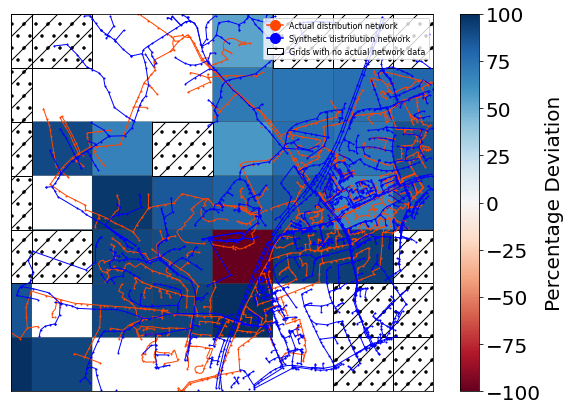 Actual distribution network
Synthetic distribution network
Grids with no actual network data
100
75
50
25
0
−25
−50
−75
−100
Percentage Deviation